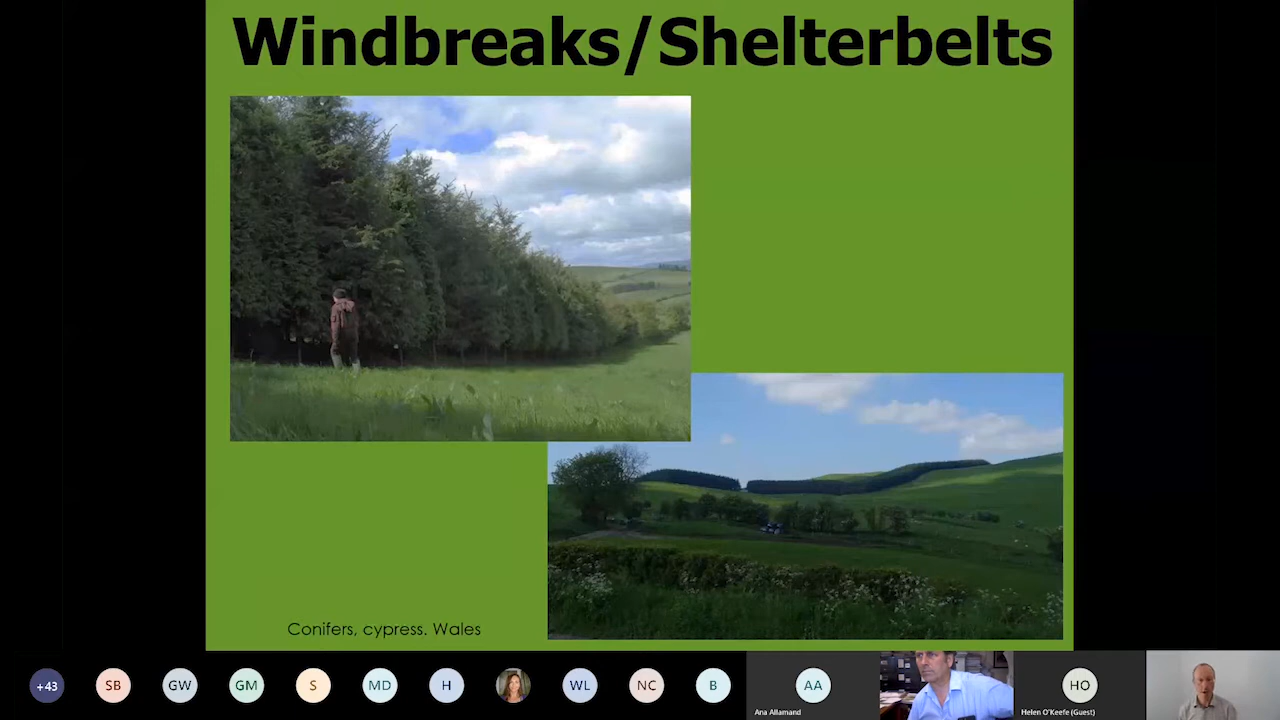 Windbreaks/Shelterbelts
Conifers, cypress. Wales
+43
SB
GW
GM
S
MD
H
WL
NC
B
AA
Ana Allamand
HO
Helen O'Keefe (Guest)